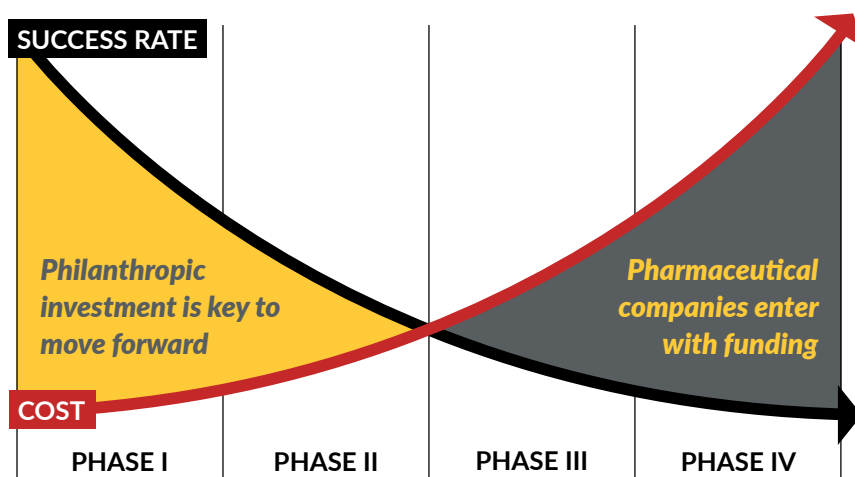 SUCCESS RATE
Philanthropic
investment is key to
move forward
Pharmaceutical
companies enter
with funding
COST
PHASE I
PHASE II
PHASE III
PHASE IV